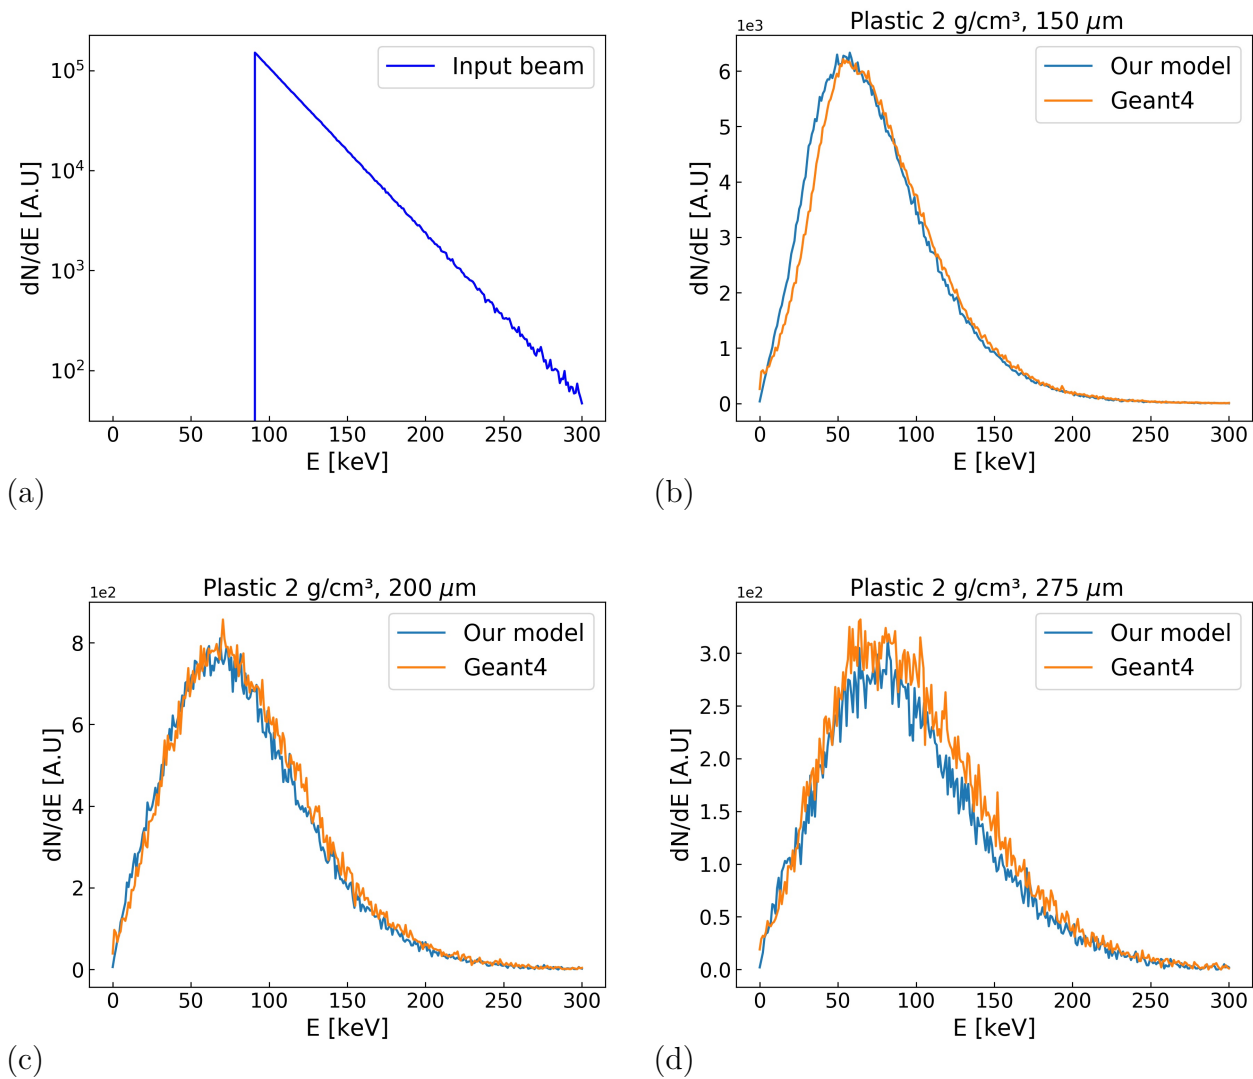 Input beam
10⁵
10⁴
10³
10²
dN/dE [A.U]
0 50 100 150 200 250 300
E [keV]
(a)
Plastic 2 g/cm³, 150 μm
1e3
Our model
Geant4
6
5
4
3
2
1
0
dN/dE [A.U]
0 50 100 150 200 250 300
E [keV]
(b)
Plastic 2 g/cm³, 200 μm
1e2
Our model
Geant4
8
6
4
2
0
dN/dE [A.U]
0 50 100 150 200 250 300
E [keV]
(c)
Plastic 2 g/cm³, 275 μm
1e2
Our model
Geant4
3.0
2.5
2.0
1.5
1.0
0.5
0.0
dN/dE [A.U]
0 50 100 150 200 250 300
E [keV]
(d)